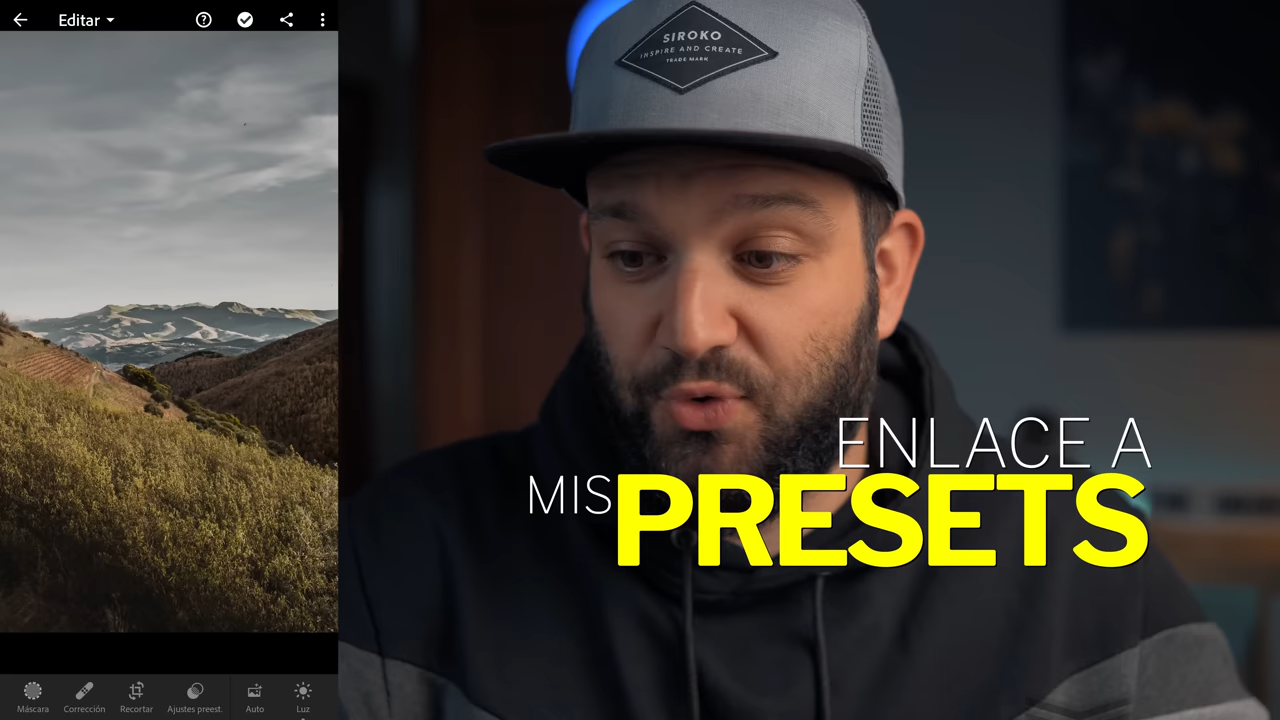 Editar
SIROKO
INSPIRE AND CREATE
TRADE MARK
ENLACE A
MIS PRESETS
Máscara
Corrección
Recortar
Ajustes preest.
Auto
Luz